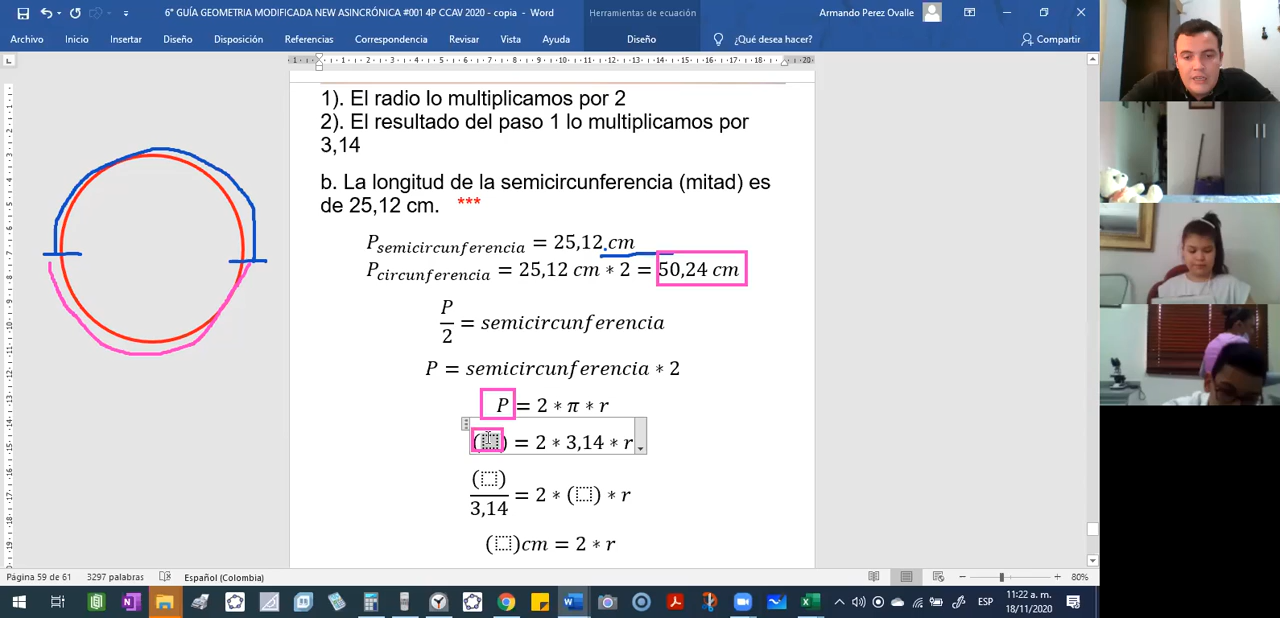 6° GUÍA GEOMETRIA MODIFICADA NEW ASINCRÓNICA #001 4P CCAV 2020 - copia - Word
Herramientas de ecuación
Armando Perez Ovalle
Archivo Inicio Insertar Diseño Disposición Referencias Correspondencia Revisar Vista Ayuda Diseño ¿Qué desea hacer? Compartir
1). El radio lo multiplicamos por 2
2). El resultado del paso 1 lo multiplicamos por
3,14
b. La longitud de la semicircunferencia (mitad) es
de 25,12 cm. ***
P_semicircunferencia = 25,12 cm
P_circunferencia = 25,12 cm * 2 = 50,24 cm
P/2 = semicircunferencia
P = semicircunferencia * 2
P = 2 * π * r
(⬚) = 2 * 3,14 * r
(⬚)/3,14 = 2 * (⬚) * r
(⬚)cm = 2 * r
Página 59 de 61 3297 palabras Español (Colombia) 80%
ESP
11:22 a. m.
18/11/2020